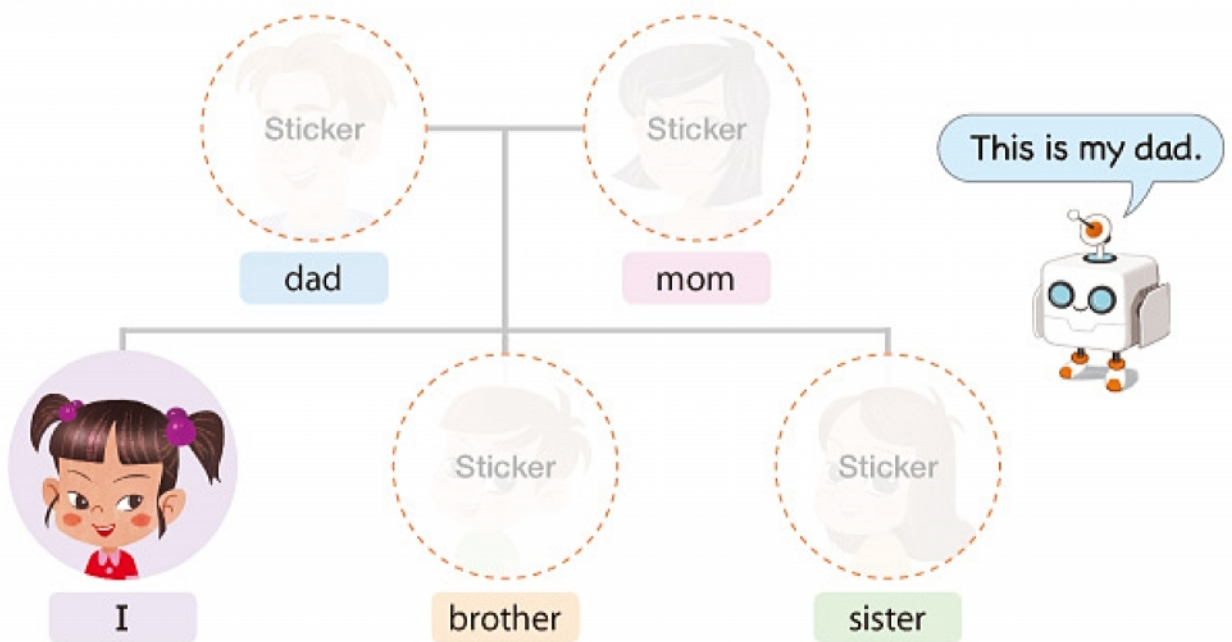 Sticker
Sticker
This is my dad.
dad
mom
Sticker
Sticker
I
brother
sister